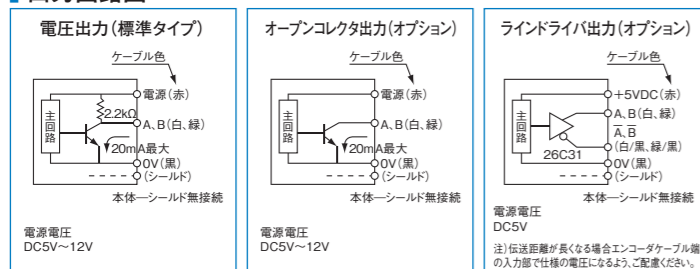 電圧出力(標準タイプ)
ケーブル色
電源(赤)
2.2kΩ
主回路
A、B(白、緑)
20mA最大
0V(黒)
(シールド)
本体—シールド無接続
電源電圧
DC5V～12V
オープンコレクタ出力(オプション)
ケーブル色
電源(赤)
主回路
A、B(白、緑)
20mA最大
0V(黒)
(シールド)
本体—シールド無接続
電源電圧
DC5V～12V
ラインドライバ出力(オプション)
ケーブル色
+5VDC(赤)
主回路
A、B(白、緑)
A、B
(白/黒、緑/黒)
26C31
0V(黒)
(シールド)
本体—シールド無接続
電源電圧
DC5V
注)伝送距離が長くなる場合エンコーダケーブル端
の入力部で仕様の電圧になるよう、ご配慮ください。